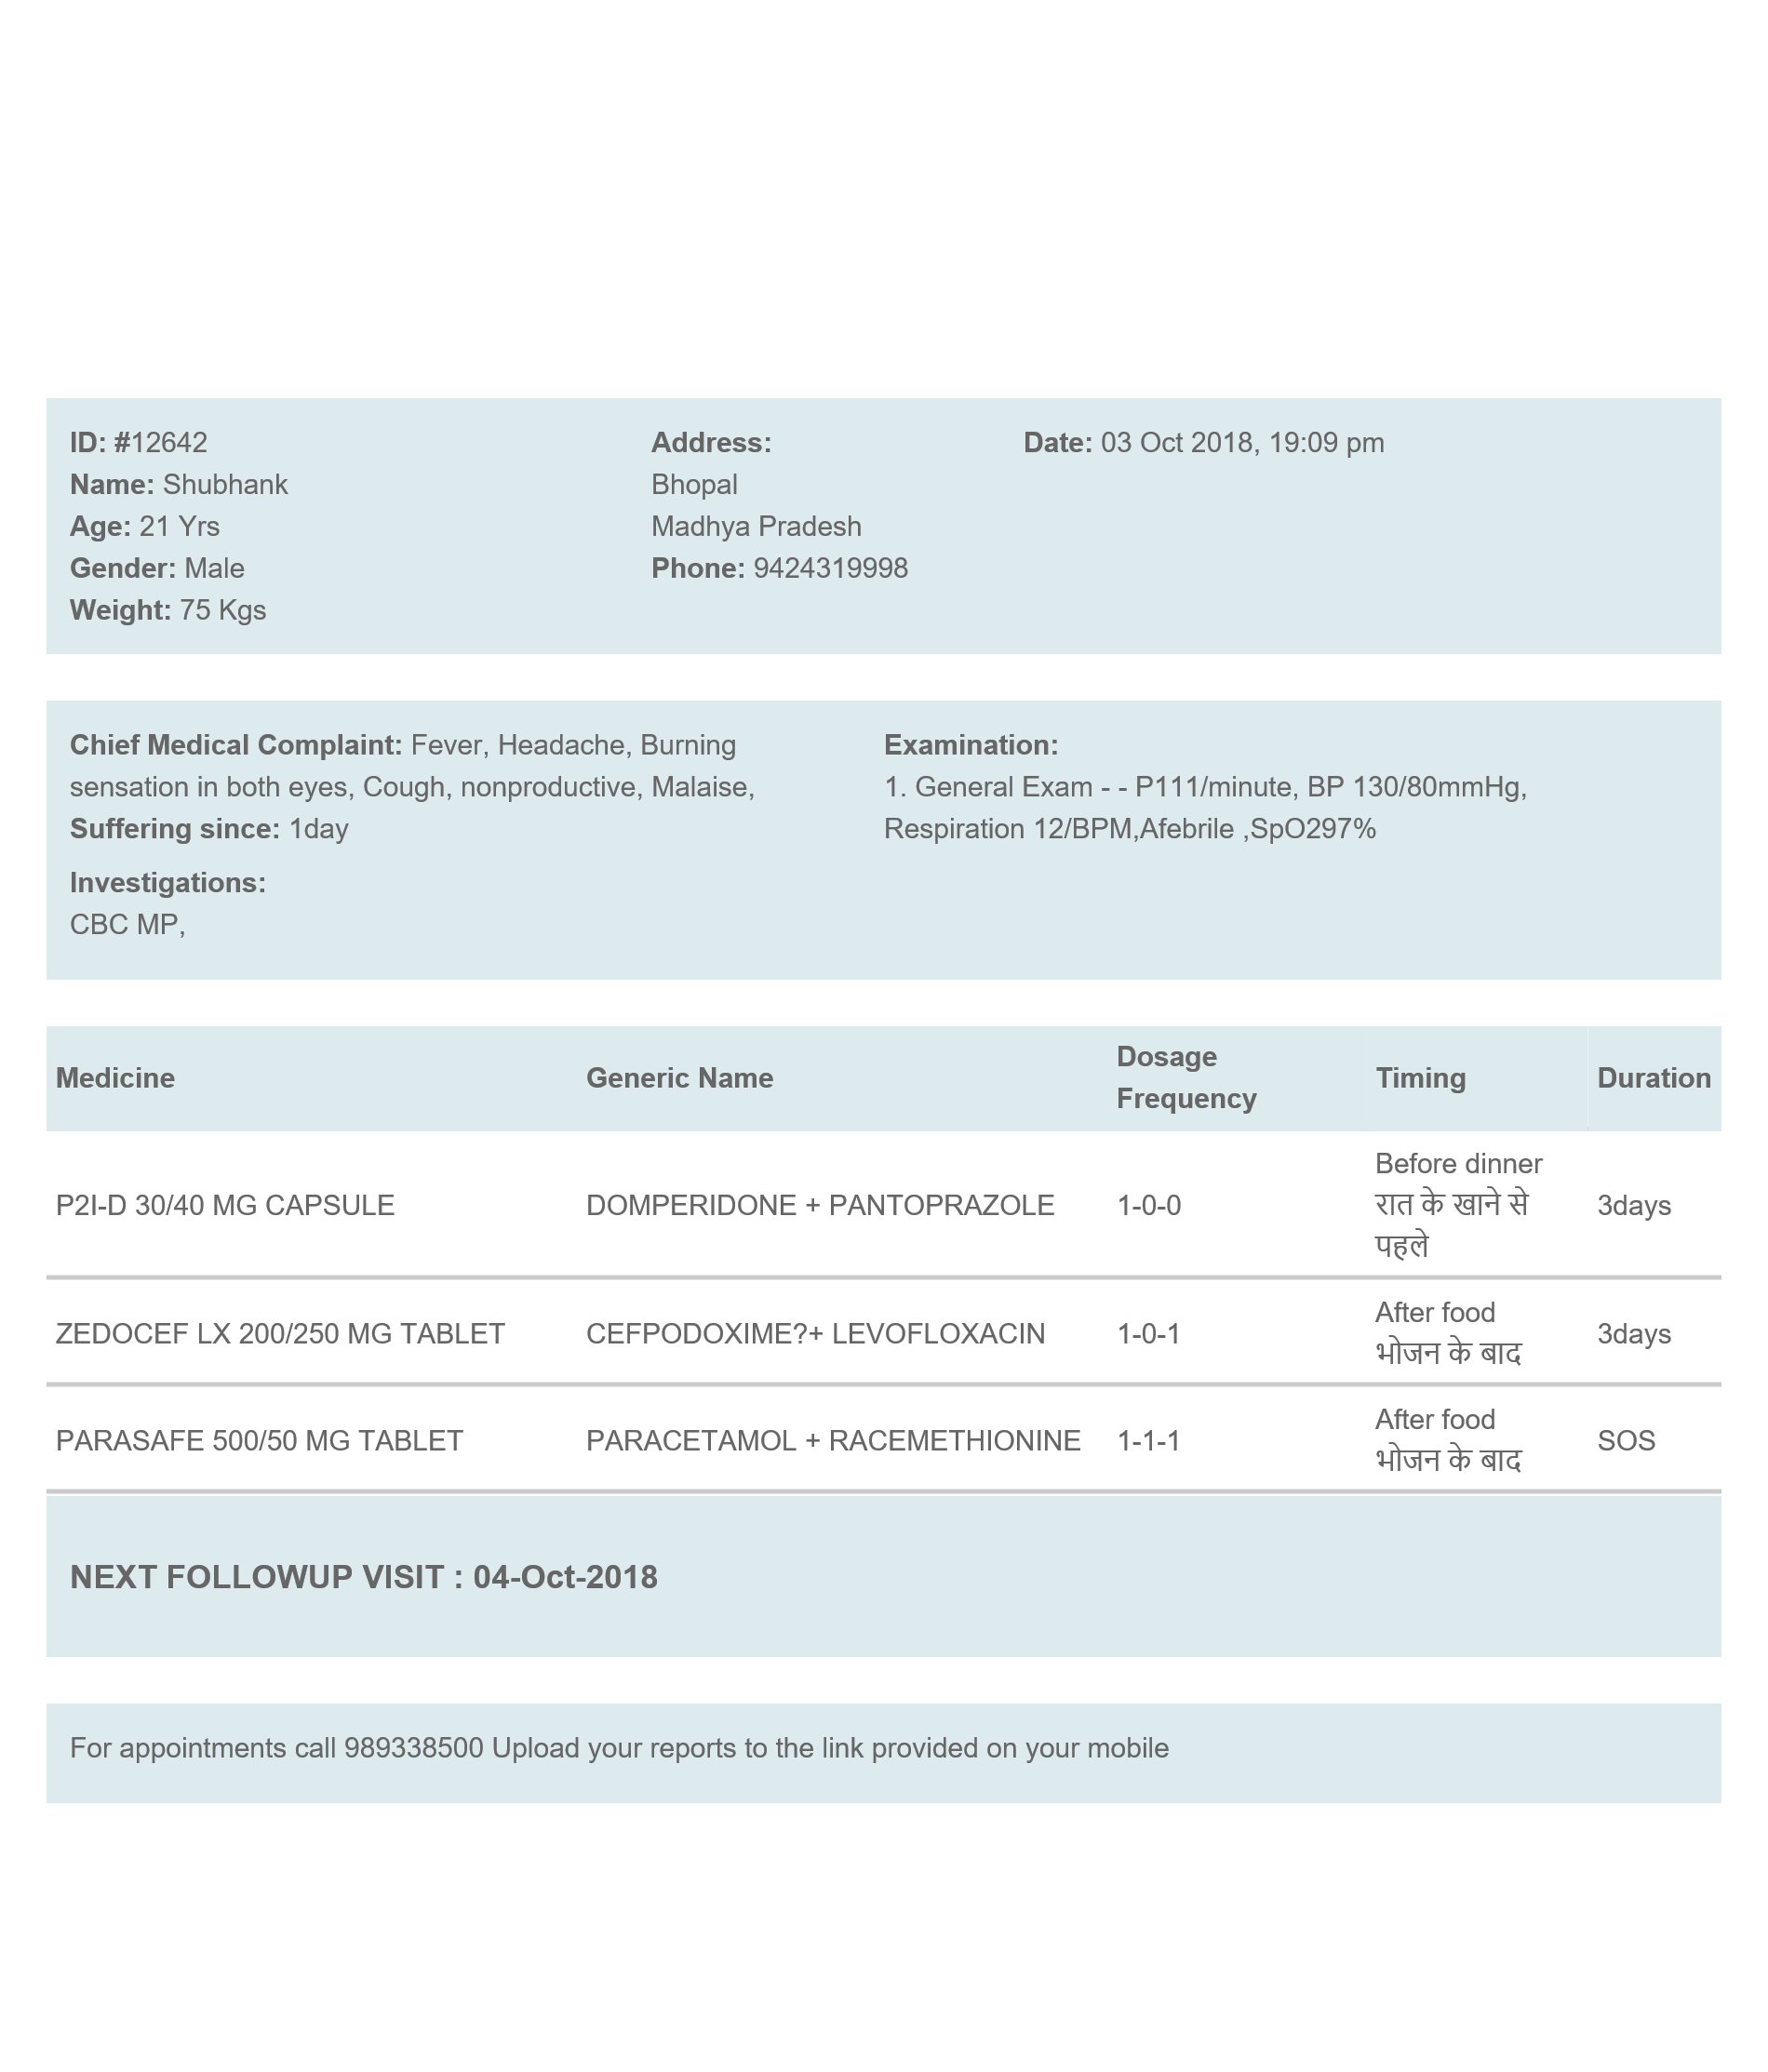 ID: #12642
Name: Shubhank
Age: 21 Yrs
Gender: Male
Weight: 75 Kgs
Address:
Bhopal
Madhya Pradesh
Phone: 9424319998
Date: 03 Oct 2018, 19:09 pm
Chief Medical Complaint: Fever, Headache, Burning
sensation in both eyes, Cough, nonproductive, Malaise,
Suffering since: 1day
Investigations:
CBC MP,
Examination:
1. General Exam - - P111/minute, BP 130/80mmHg,
Respiration 12/BPM,Afebrile ,SpO297%
Medicine Generic Name Dosage Frequency Timing Duration
P2I-D 30/40 MG CAPSULE DOMPERIDONE + PANTOPRAZOLE 1-0-0 Before dinner रात के खाने से पहले 3days
ZEDOCEF LX 200/250 MG TABLET CEFPODOXIME?+ LEVOFLOXACIN 1-0-1 After food भोजन के बाद 3days
PARASAFE 500/50 MG TABLET PARACETAMOL + RACEMETHIONINE 1-1-1 After food भोजन के बाद SOS
NEXT FOLLOWUP VISIT : 04-Oct-2018
For appointments call 989338500 Upload your reports to the link provided on your mobile